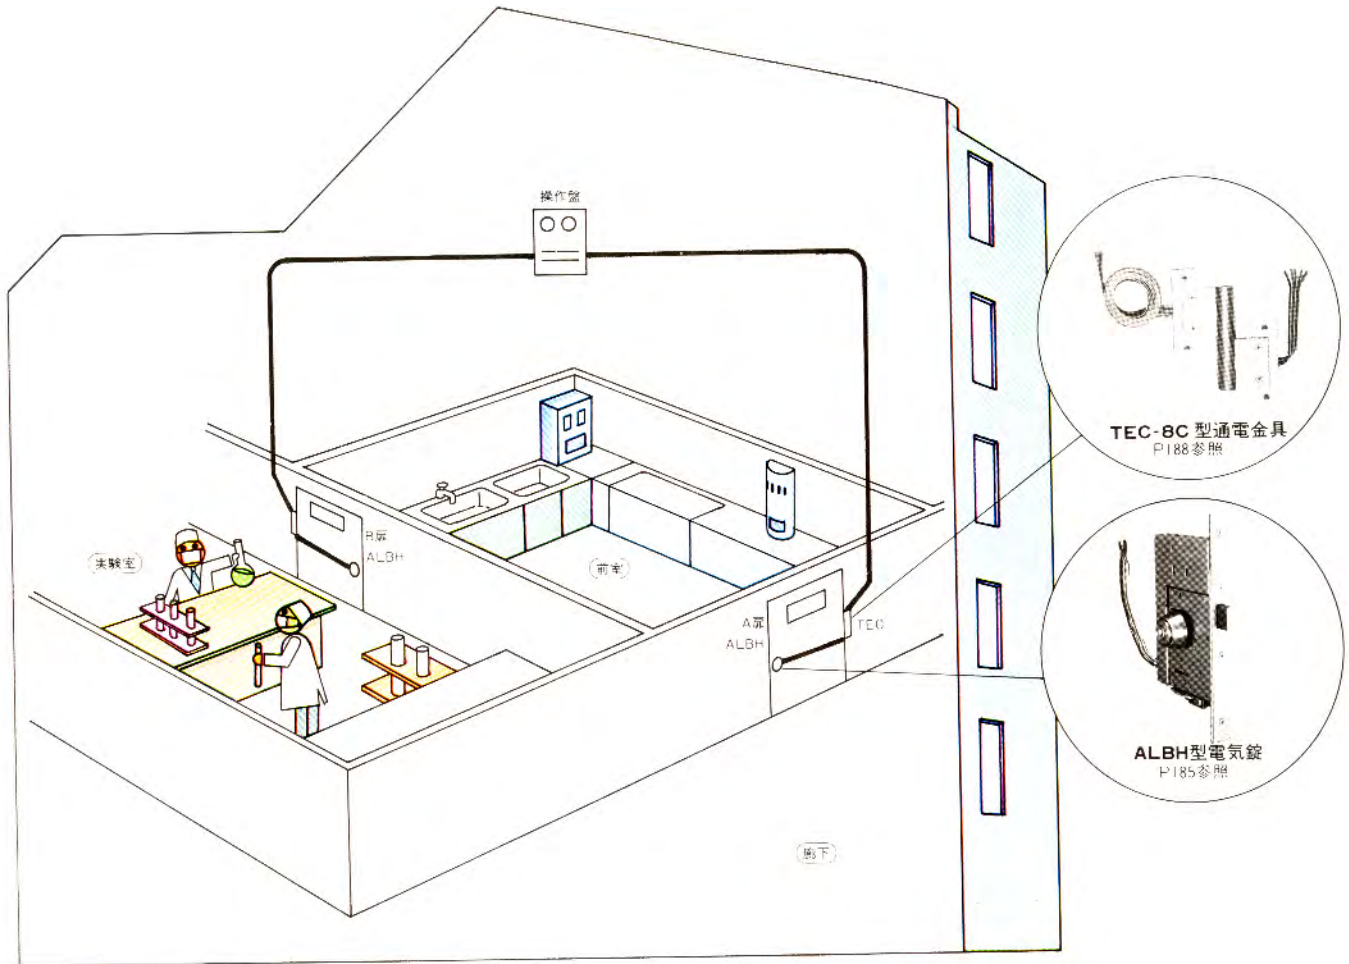 操作盤
TEC-8C 型通電金具
P188参照
B扉
ALBH
実験室
前室
A扉
ALBH
TEC
ALBH型電気錠
P185参照
廊下